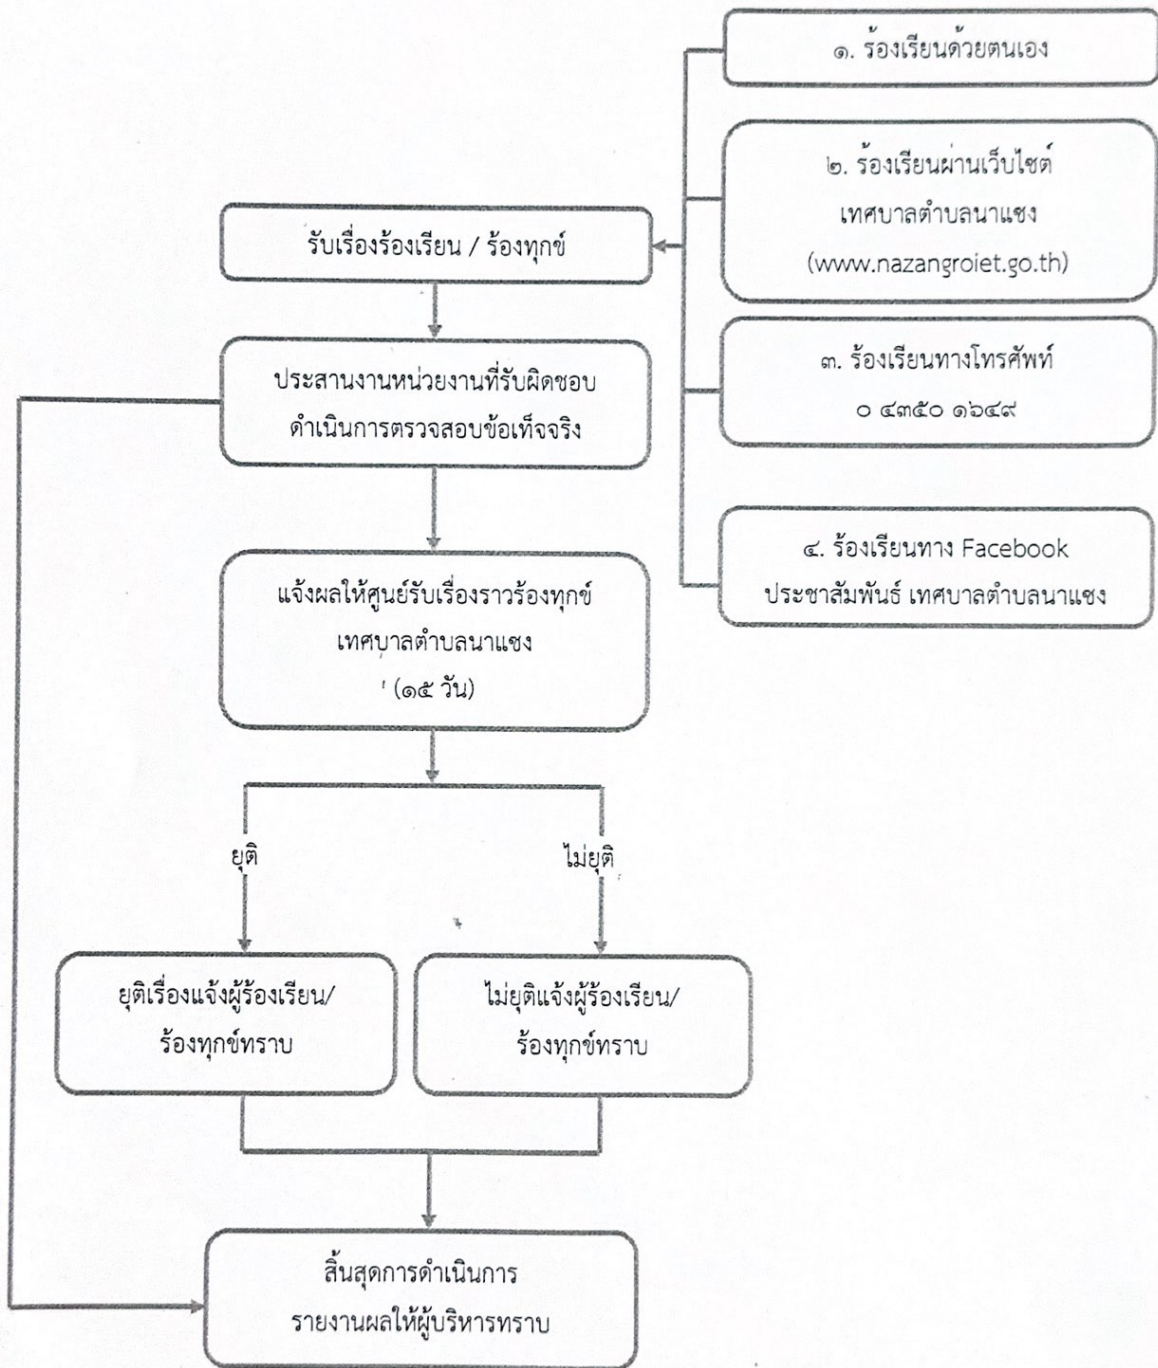 ๑. ร้องเรียนด้วยตนเอง
๒. ร้องเรียนผ่านเว็บไซต์
เทศบาลตำบลนาแซง
(www.nazangroiet.go.th)
รับเรื่องร้องเรียน / ร้องทุกข์
๓. ร้องเรียนทางโทรศัพท์
๐ ๔๓๕๐ ๑๖๔๙
ประสานงานหน่วยงานที่รับผิดชอบ
ดำเนินการตรวจสอบข้อเท็จจริง
๔. ร้องเรียนทาง Facebook
ประชาสัมพันธ์ เทศบาลตำบลนาแซง
แจ้งผลให้ศูนย์รับเรื่องราวร้องทุกข์
เทศบาลตำบลนาแซง
(๑๕ วัน)
ยุติ
ไม่ยุติ
ยุติเรื่องแจ้งผู้ร้องเรียน/
ร้องทุกข์ทราบ
ไม่ยุติแจ้งผู้ร้องเรียน/
ร้องทุกข์ทราบ
สิ้นสุดการดำเนินการ
รายงานผลให้ผู้บริหารทราบ